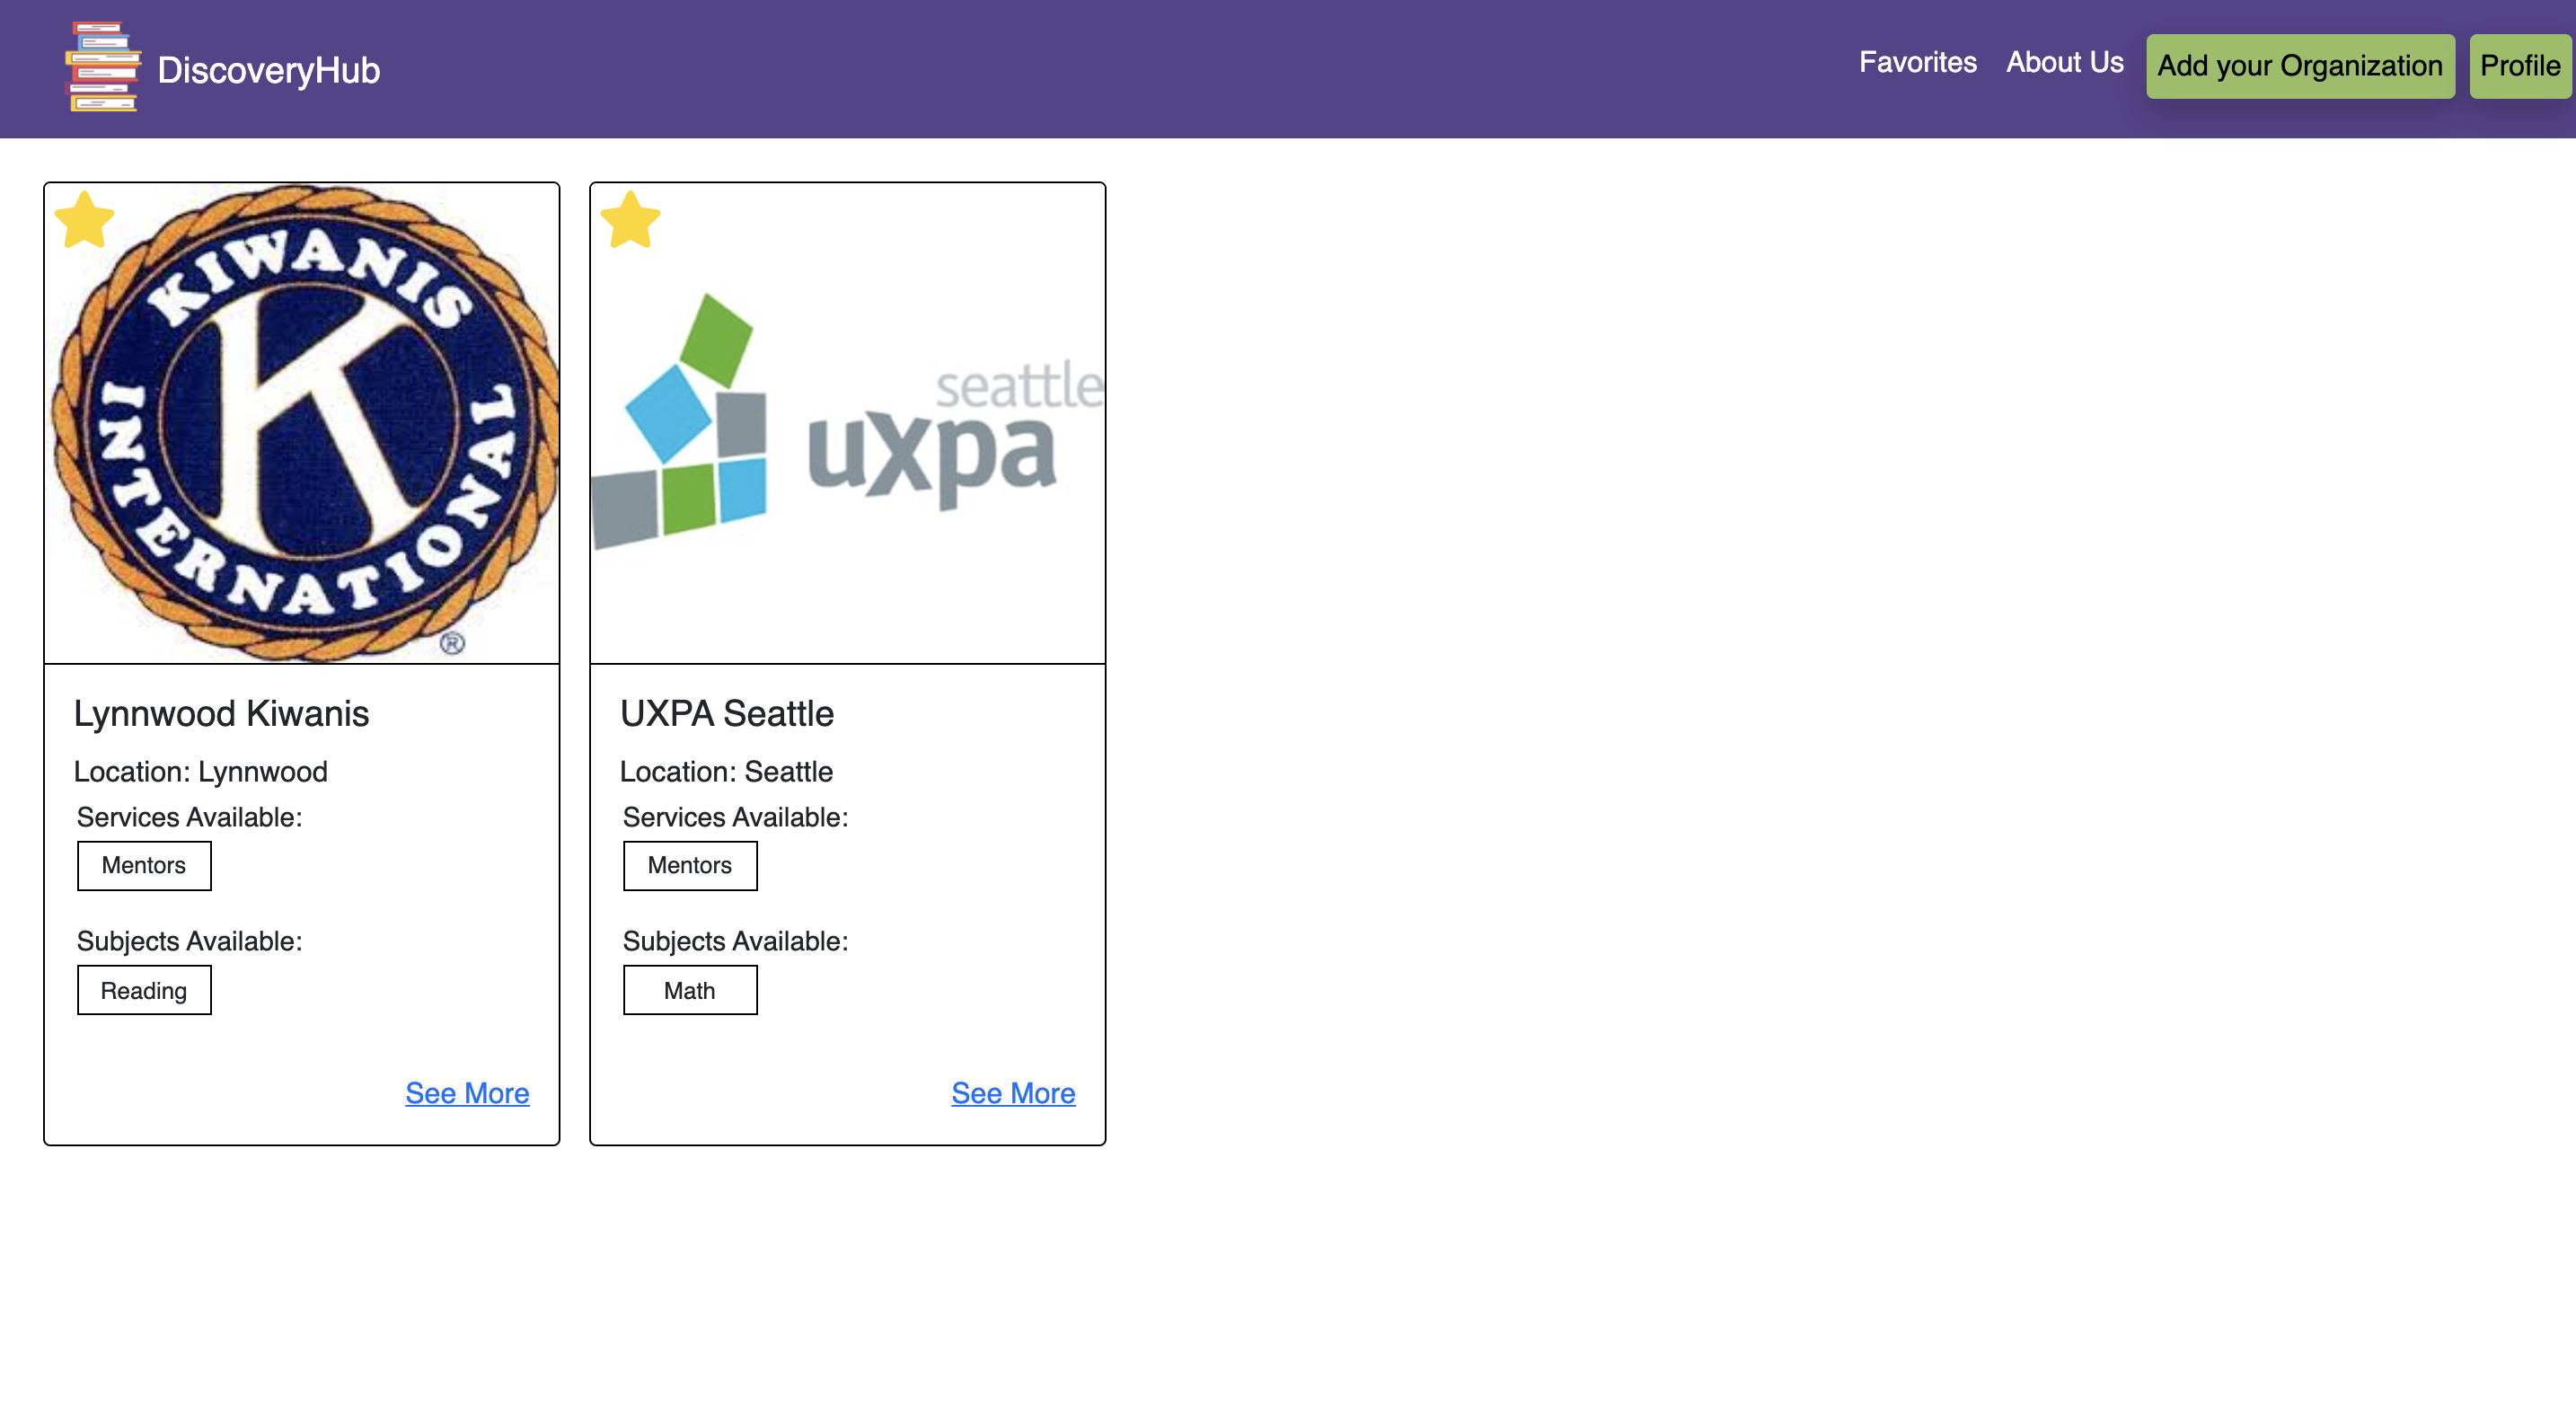 DiscoveryHub
Favorites
About Us
Add your Organization
Profile
KIWANIS
INTERNATIONAL
K
®
Lynnwood Kiwanis
Location: Lynnwood
Services Available:
Mentors
Subjects Available:
Reading
See More
seattle
uxpa
UXPA Seattle
Location: Seattle
Services Available:
Mentors
Subjects Available:
Math
See More